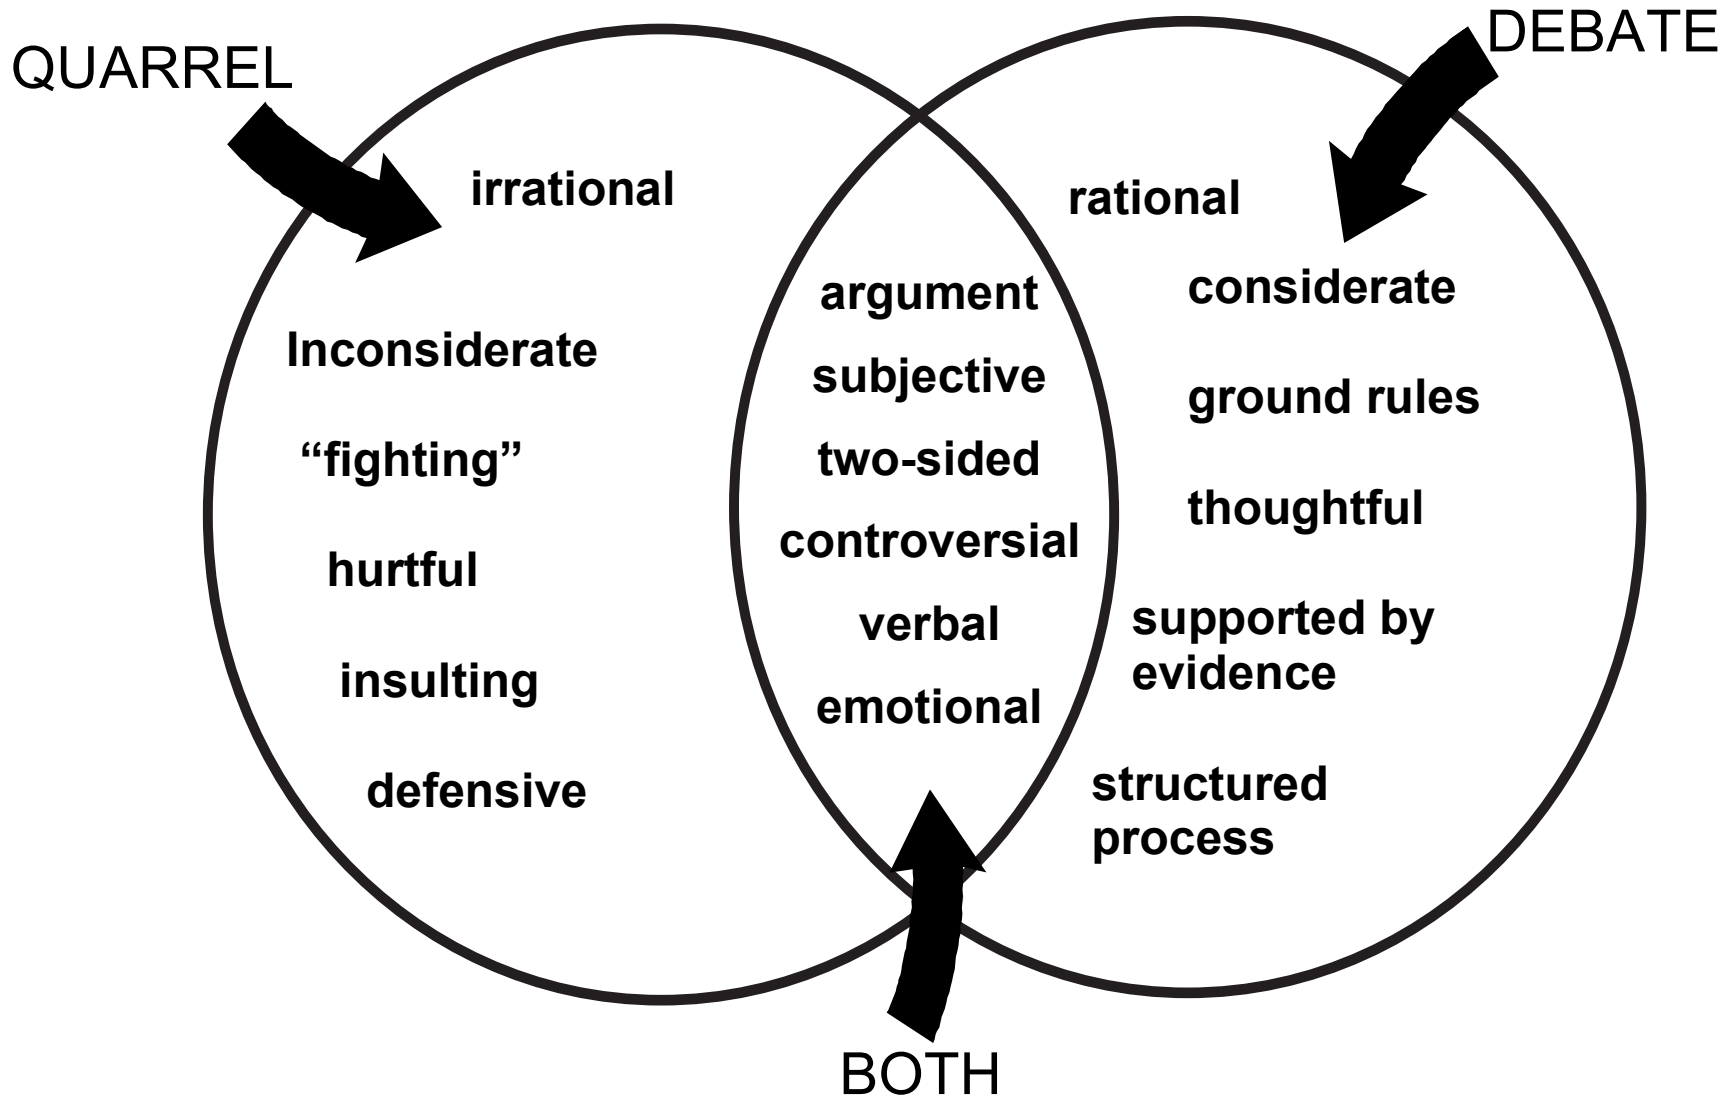 QUARREL
DEBATE
irrational
Inconsiderate
“fighting”
hurtful
insulting
defensive
argument
subjective
two-sided
controversial
verbal
emotional
rational
considerate
ground rules
thoughtful
supported by
evidence
structured
process
BOTH